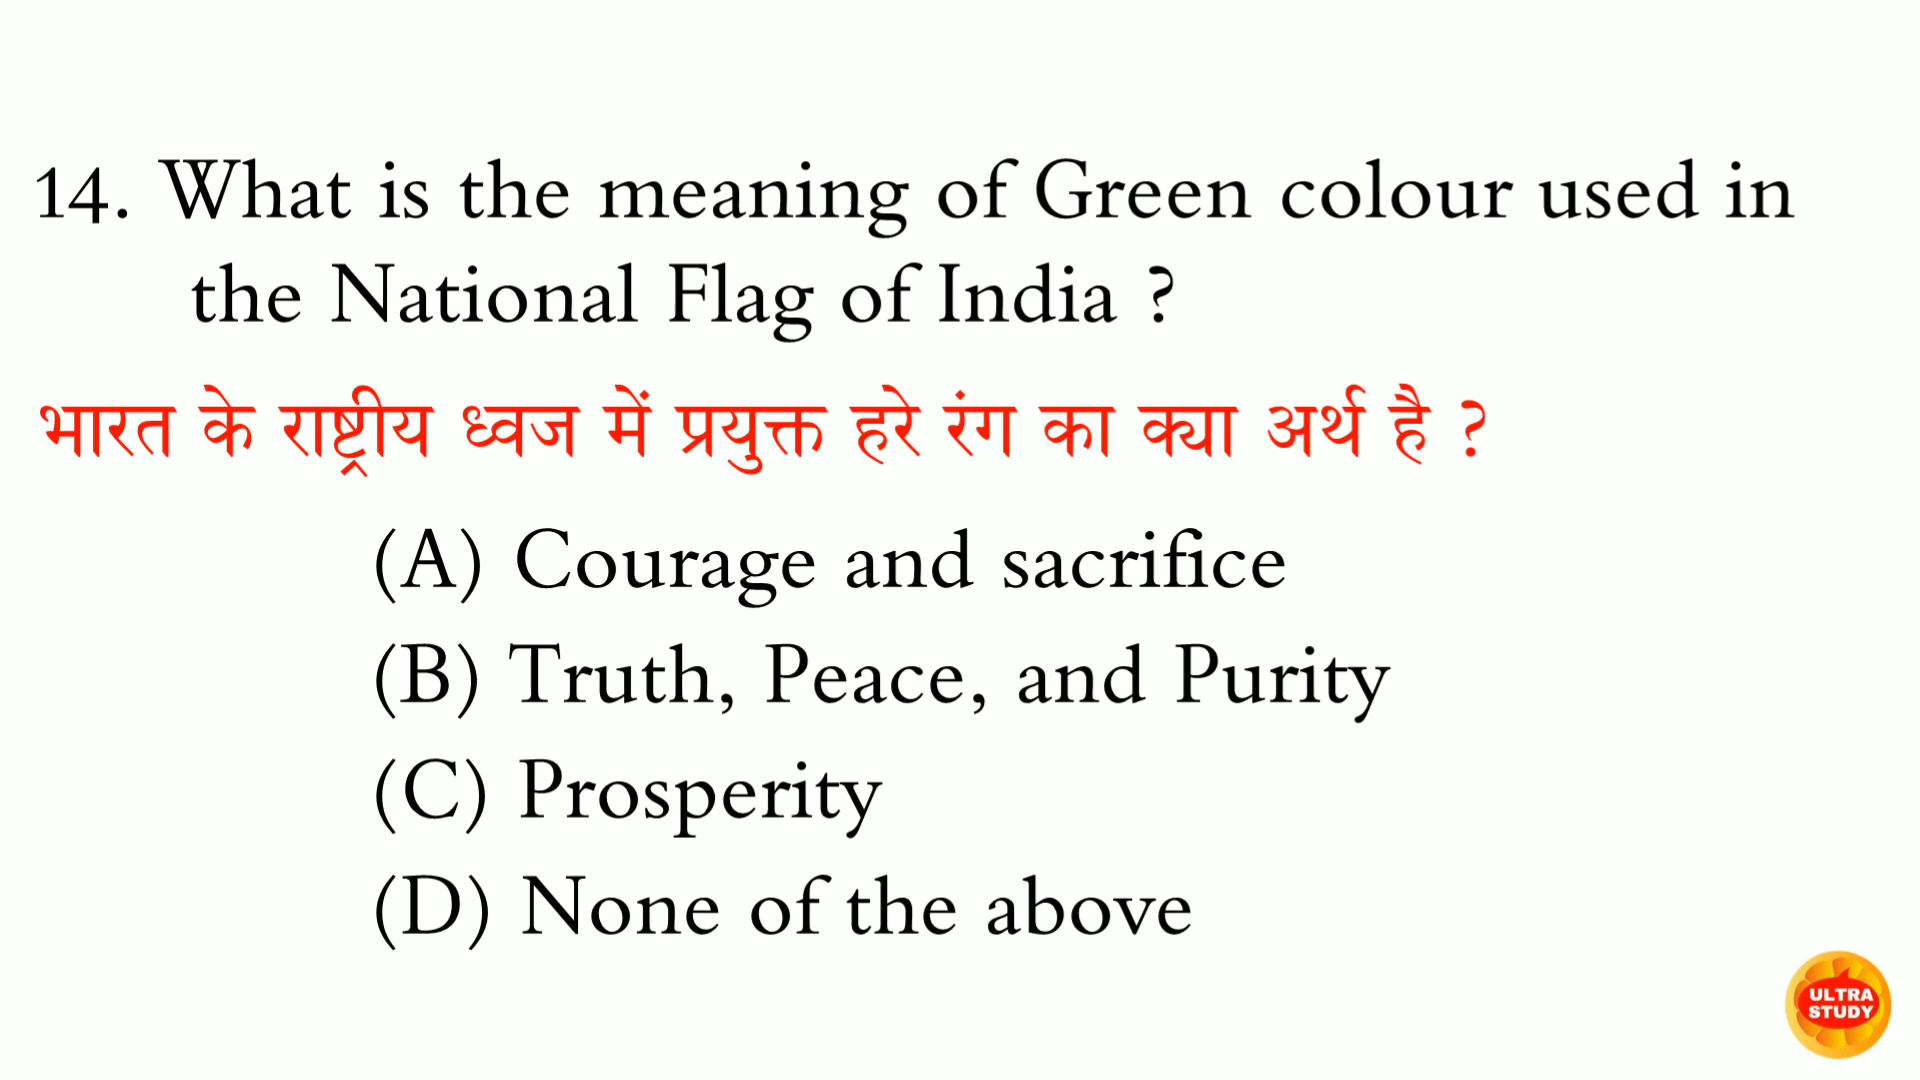 14. What is the meaning of Green colour used in
the National Flag of India ?
भारत के राष्ट्रीय ध्वज में प्रयुक्त हरे रंग का क्या अर्थ है ?
(A) Courage and sacrifice
(B) Truth, Peace, and Purity
(C) Prosperity
(D) None of the above
ULTRA
STUDY